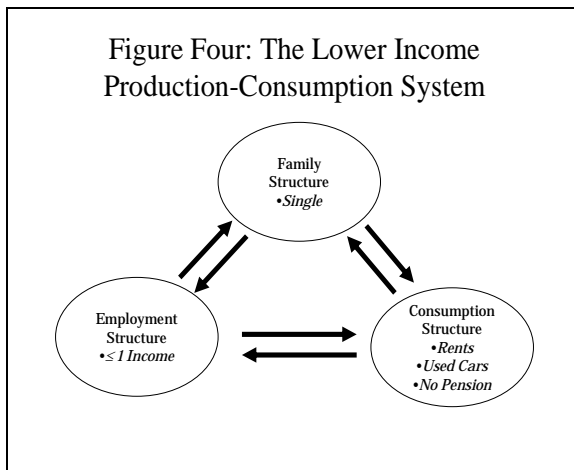 Figure Four: The Lower Income
Production-Consumption System
Family
Structure
•Single
Employment
Structure
•≤ 1 Income
Consumption
Structure
•Rents
•Used Cars
•No Pension